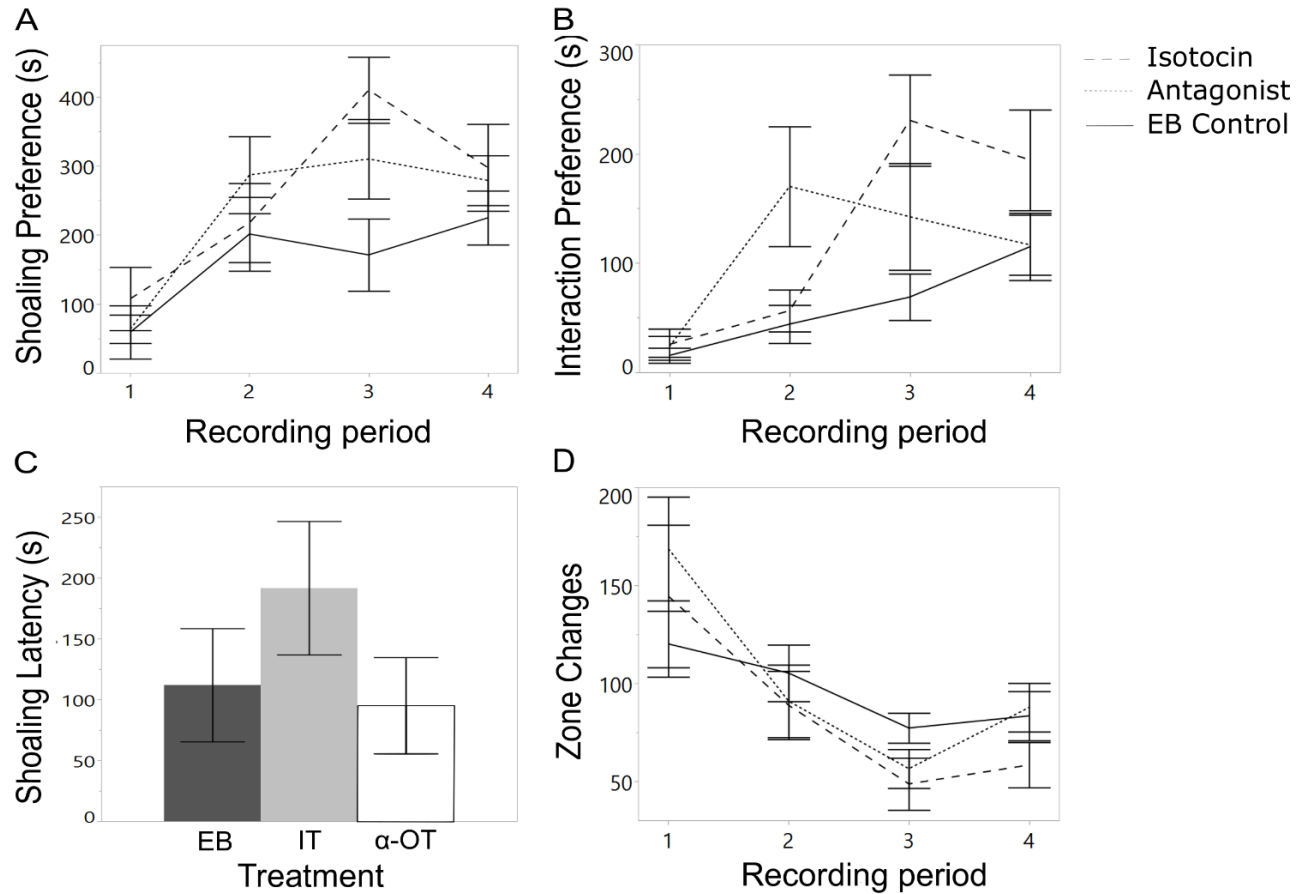 A
Shoaling Preference (s)
400
300
200
100
0
1 2 3 4
Recording period
B
Interaction Preference (s)
300
200
100
0
1 2 3 4
Recording period
Isotocin
Antagonist
EB Control
C
Shoaling Latency (s)
250
200
150
100
50
0
EB IT α-OT
Treatment
D
Zone Changes
200
150
100
50
1 2 3 4
Recording period